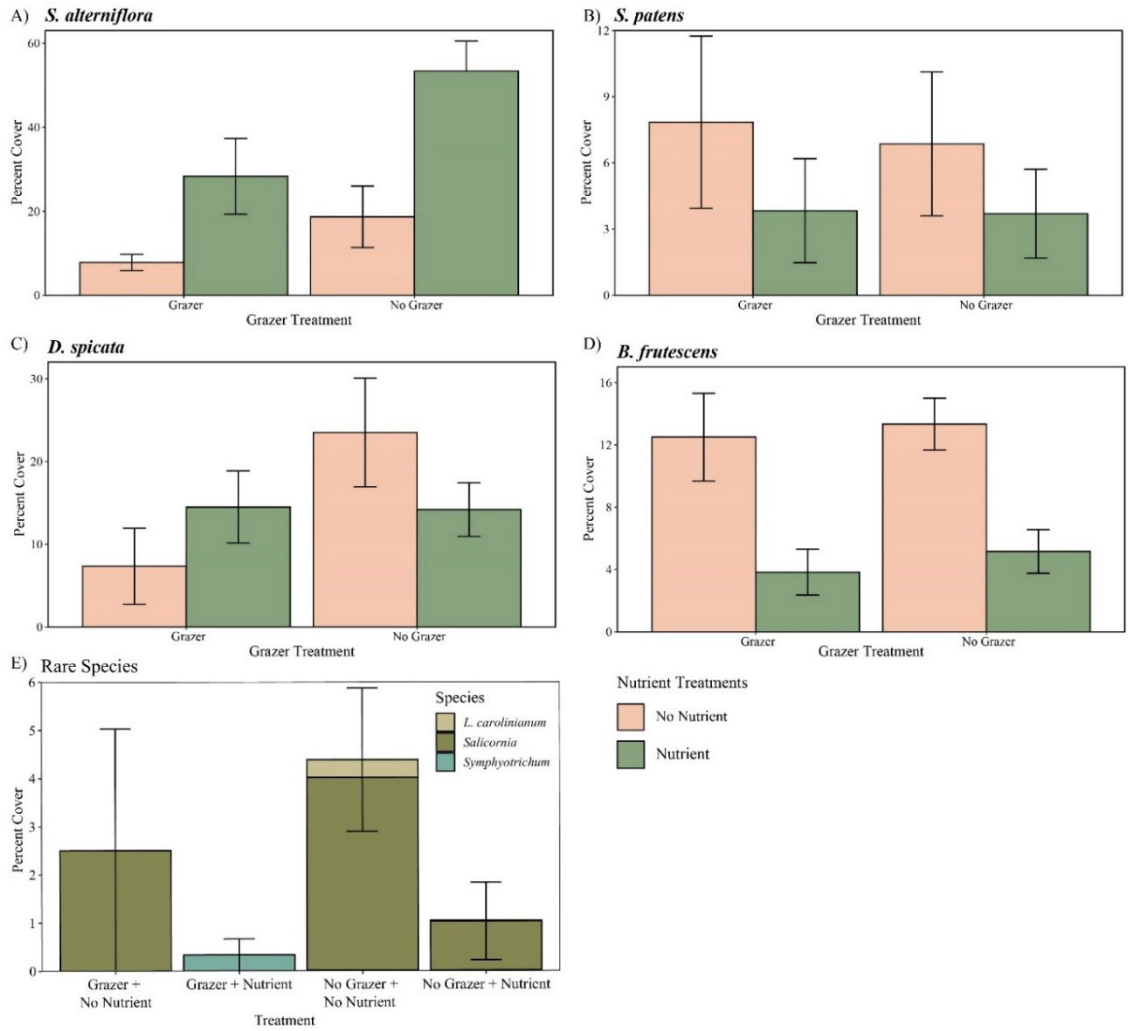 A) S. alterniflora
60
40
20
0
Percent Cover
Grazer
No Grazer
Grazer Treatment
B) S. patens
12
9
6
3
0
Percent Cover
Grazer
No Grazer
Grazer Treatment
C) D. spicata
30
20
10
0
Percent Cover
Grazer
No Grazer
Grazer Treatment
D) B. frutescens
16
12
8
4
0
Percent Cover
Grazer
No Grazer
Grazer Treatment
E) Rare Species
6
5
4
3
2
1
0
Percent Cover
Species
L. carolinianum
Salicornia
Symphyotrichum
Grazer +
No Nutrient
Grazer + Nutrient
No Grazer +
No Nutrient
No Grazer + Nutrient
Treatment
Nutrient Treatments
No Nutrient
Nutrient